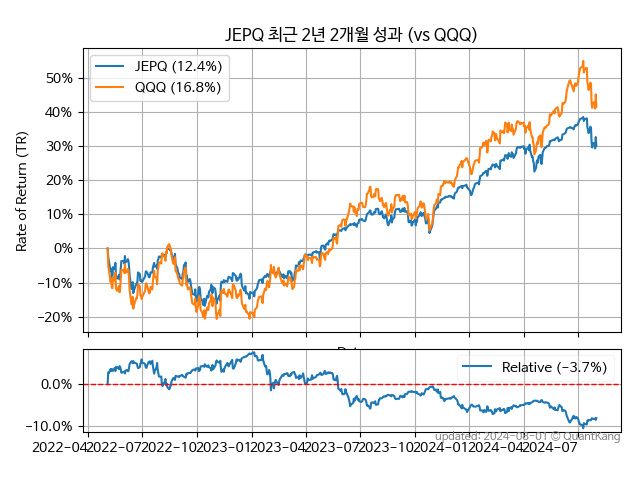 JEPQ 최근 2년 2개월 성과 (vs QQQ)
JEPQ (12.4%)
QQQ (16.8%)
Rate of Return (TR)
50%
40%
30%
20%
10%
0%
−10%
−20%
Relative (−3.7%)
0.0%
−10.0%
2022-04 2022-07 2022-10 2023-01 2023-04 2023-07 2023-10 2024-01 2024-04 2024-07
updated: 2024-08-01 © QuantKang